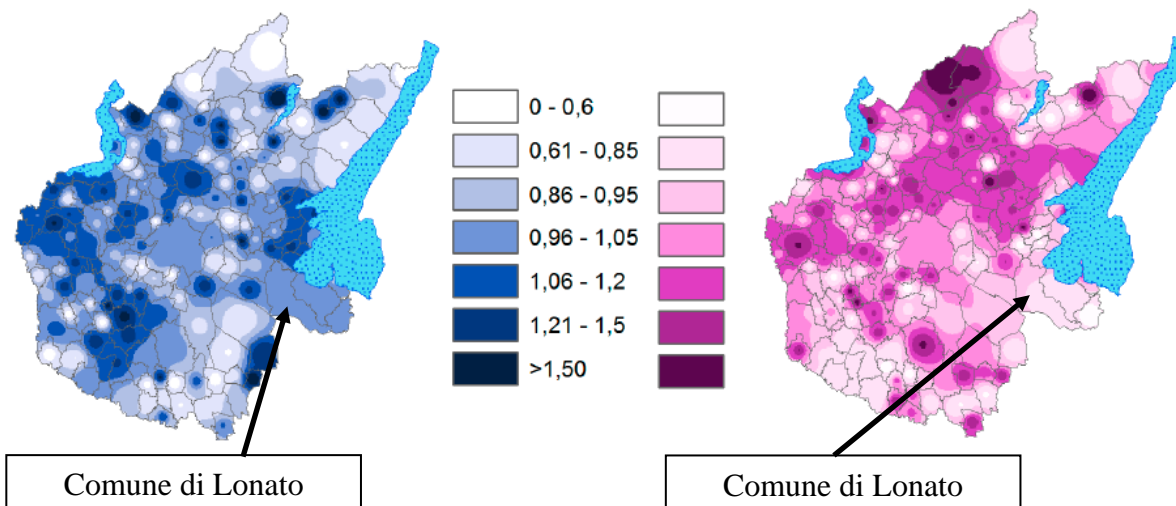 0 - 0,6
0,61 - 0,85
0,86 - 0,95
0,96 - 1,05
1,06 - 1,2
1,21 - 1,5
>1,50
Comune di Lonato
Comune di Lonato